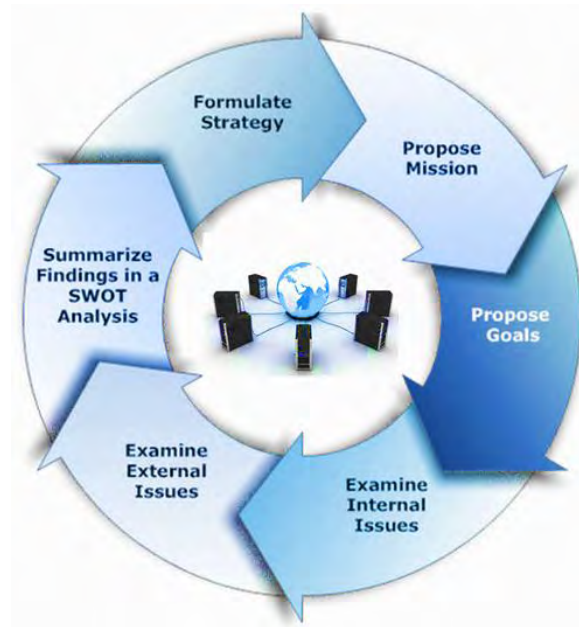 Formulate
Strategy
Propose
Mission
Propose
Goals
Examine
Internal
Issues
Examine
External
Issues
Summarize
Findings in a
SWOT
Analysis